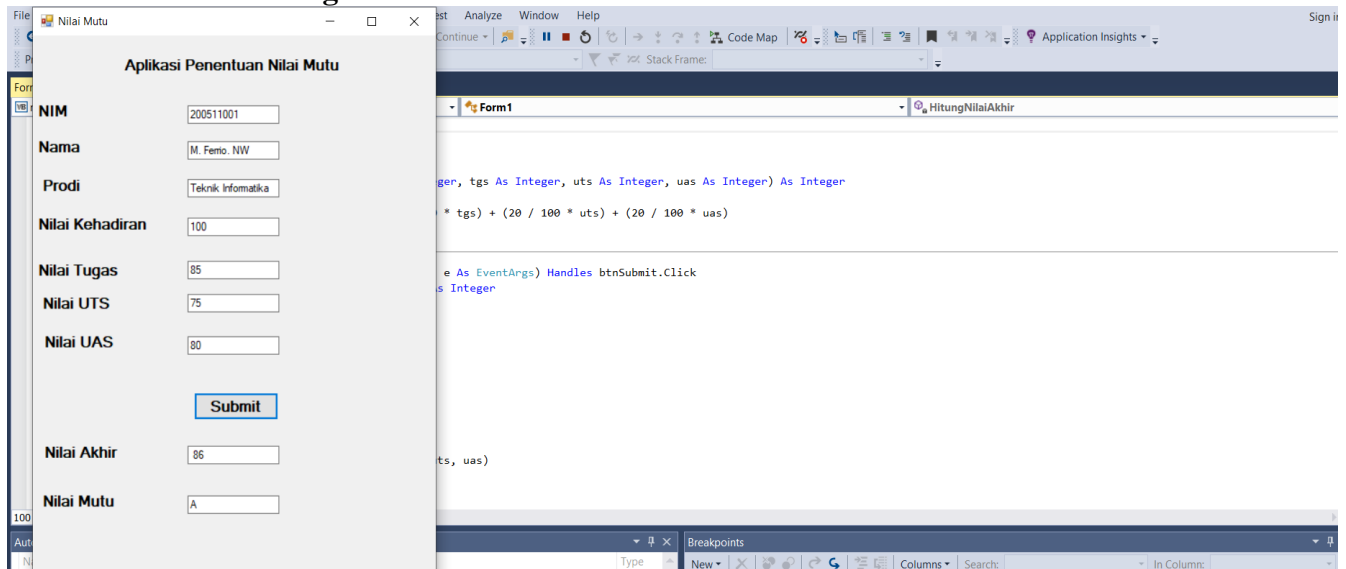 File
Nilai Mutu
est Analyze Window Help
Sign in
Continue
Code Map
Application Insights
Stack Frame:
Aplikasi Penentuan Nilai Mutu
Form1
HitungNilaiAkhir
NIM 200511001
Nama
Prodi Teknik Informatika
Nilai Kehadiran 100
Nilai Tugas 85
Nilai UTS 75
Nilai UAS 80
Submit
Nilai Akhir 86
Nilai Mutu A
ger, tgs As Integer, uts As Integer, uas As Integer) As Integer
* tgs) + (20 / 100 * uts) + (20 / 100 * uas)
e As EventArgs) Handles btnSubmit.Click
s Integer
ts, uas)
100
Type
Breakpoints
New Columns Search: In Column: